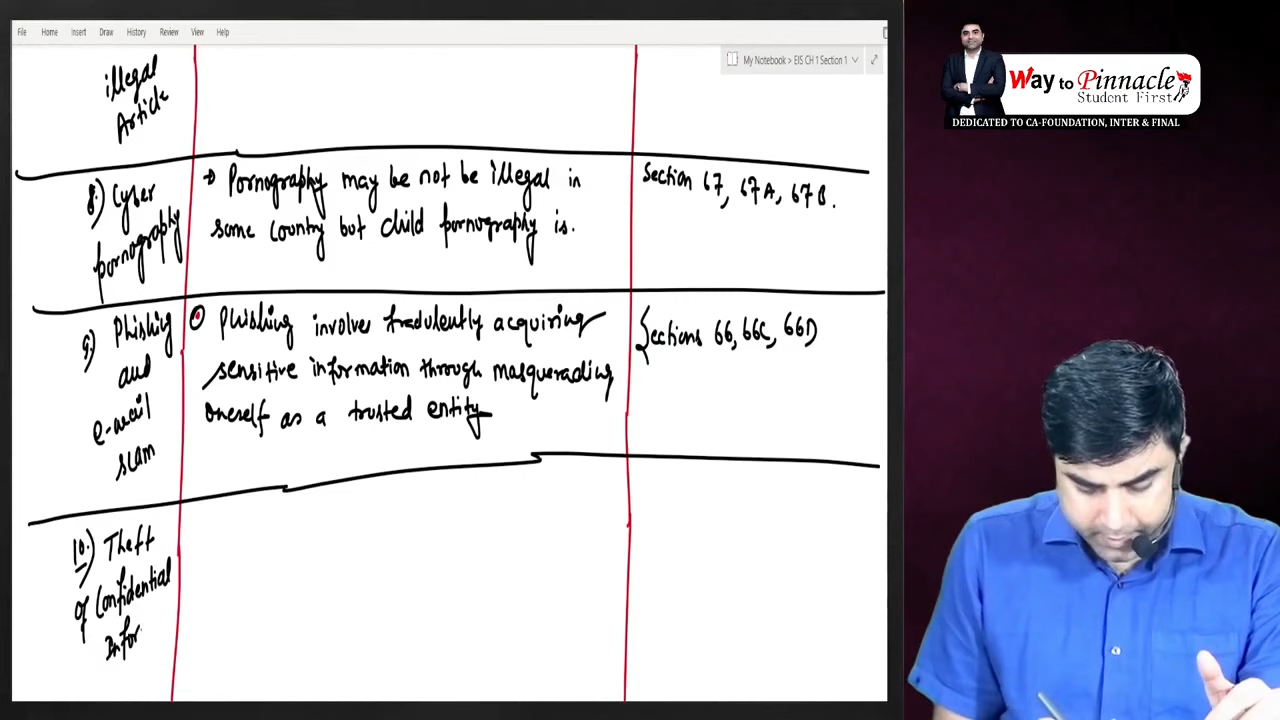 File Home Insert Draw History Review View Help
My Notebook > EIS CH 1 Section 1
Way to Pinnacle
Student First
DEDICATED TO CA-FOUNDATION, INTER & FINAL
illegal
Article
8.) Cyber
pornography
→ Pornography may be not be illegal in
some country but child pornography is.
Section 67, 67A, 67B.
9.) Phishing
and
e-mail
scam
Phishing involve fradulently acquiring
sensitive information through masquerading
oneself as a trusted entity
Sections 66, 66C, 66D
10.) Theft
of Confidential
Infor.